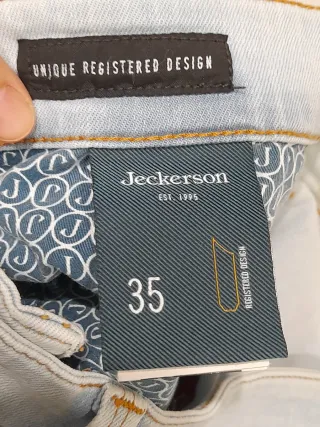 UNIQUE REGISTERED DESIGN
Jeckerson
EST. 1995
35
REGISTERED DESIGN